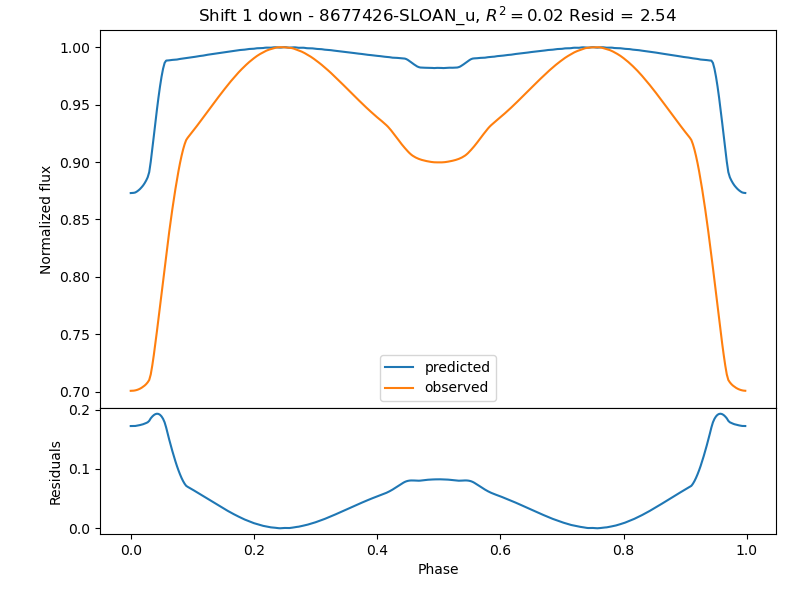 Shift 1 down - 8677426-SLOAN_u, R² = 0.02 Resid = 2.54
1.00
0.95
0.90
0.85
0.80
0.75
0.70
Normalized flux
predicted
observed
0.2
0.1
0.0
Residuals
0.0 0.2 0.4 0.6 0.8 1.0
Phase